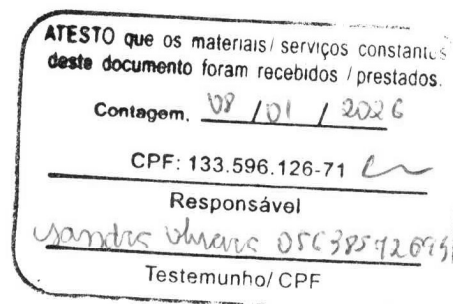 ATESTO que os materiais/ serviços constantes
deste documento foram recebidos / prestados.
Contagem, 08 / 01 / 2026
CPF: 133.596.126-71
Responsável
Testemunho/ CPF